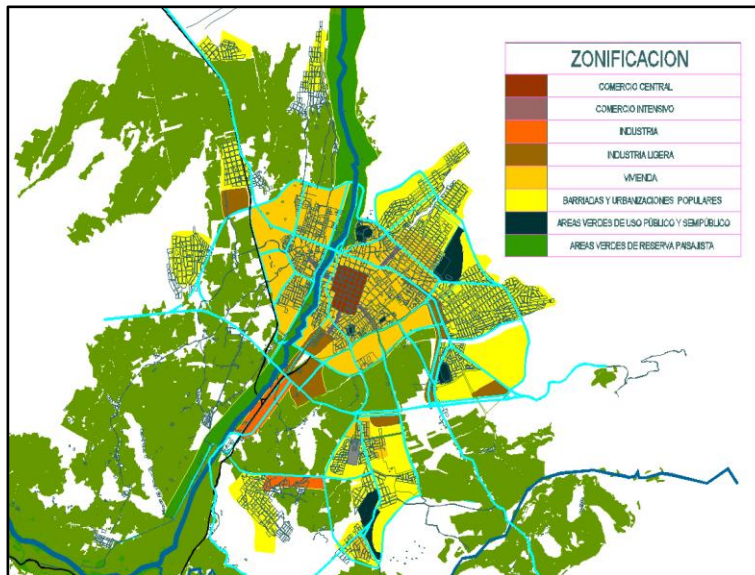 ZONIFICACION
COMERCIO CENTRAL
COMERCIO INTENSIVO
INDUSTRIA
INDUSTRIA LIGERA
VIVIENDA
BARRIADAS Y URBANIZACIONES POPULARES
AREAS VERDES DE USO PÚBLICO Y SEMIPÚBLICO
AREAS VERDES DE RESERVA PAISAJISTA